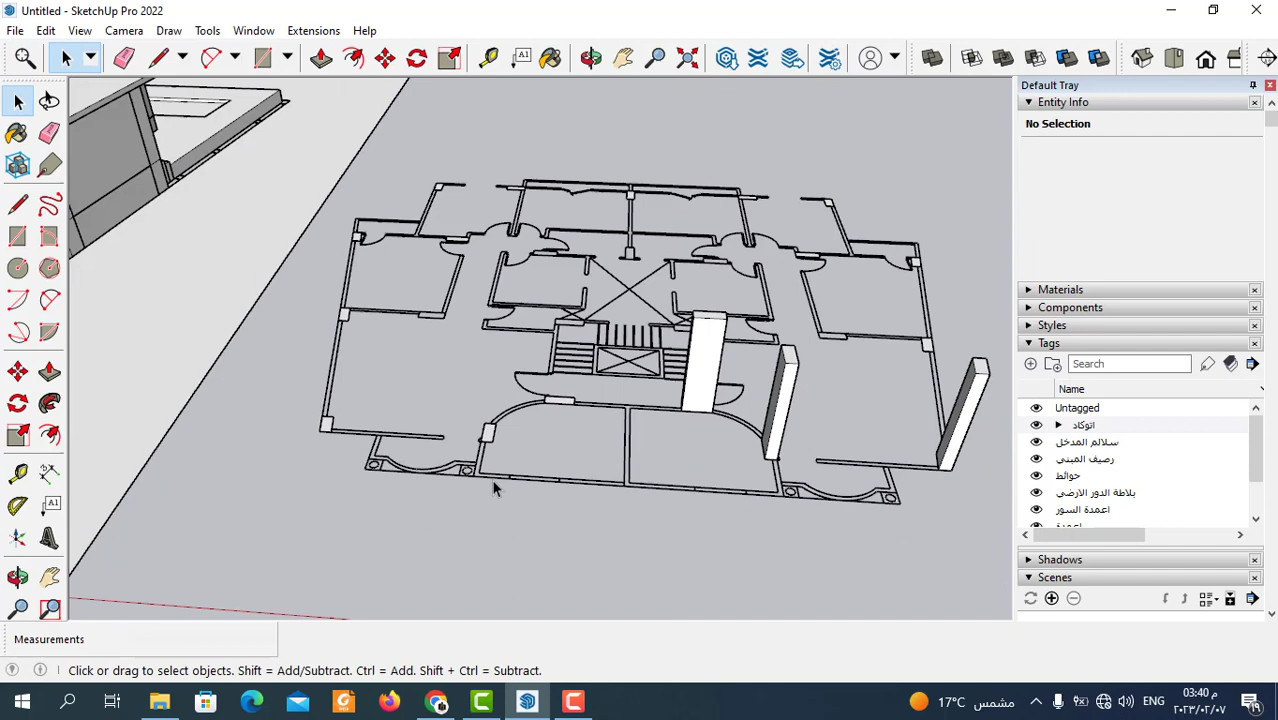 Untitled - SketchUp Pro 2022
File Edit View Camera Draw Tools Window Extensions Help
Default Tray
Entity Info
No Selection
Materials
Components
Styles
Tags
Search
Name
Untagged
اتوكاد
سلالم المدخل
رصيف المبنى
حوائط
بلاطة الدور الارضى
اعمدة السور
اعمدة
Shadows
Scenes
Measurements
Click or drag to select objects. Shift = Add/Subtract. Ctrl = Add. Shift + Ctrl = Subtract.
17°C مشمس
ENG
03:40 م
٢٠٢٣/٠٢/٠٧